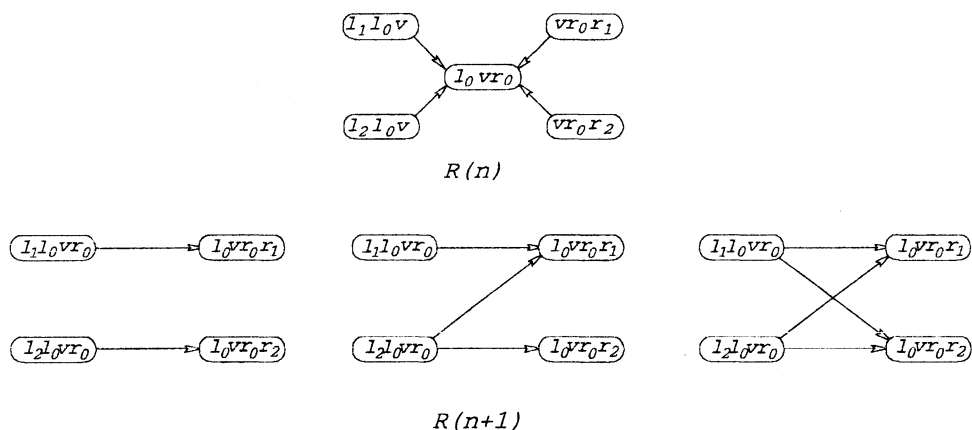 l₁l₀v vr₀r₁
l₀vr₀
l₂l₀v vr₀r₂
R(n)
l₁l₀vr₀ l₀vr₀r₁ l₁l₀vr₀ l₀vr₀r₁ l₁l₀vr₀ l₀vr₀r₁
l₂l₀vr₀ l₀vr₀r₂ l₂l₀vr₀ l₀vr₀r₂ l₂l₀vr₀ l₀vr₀r₂
R(n+1)